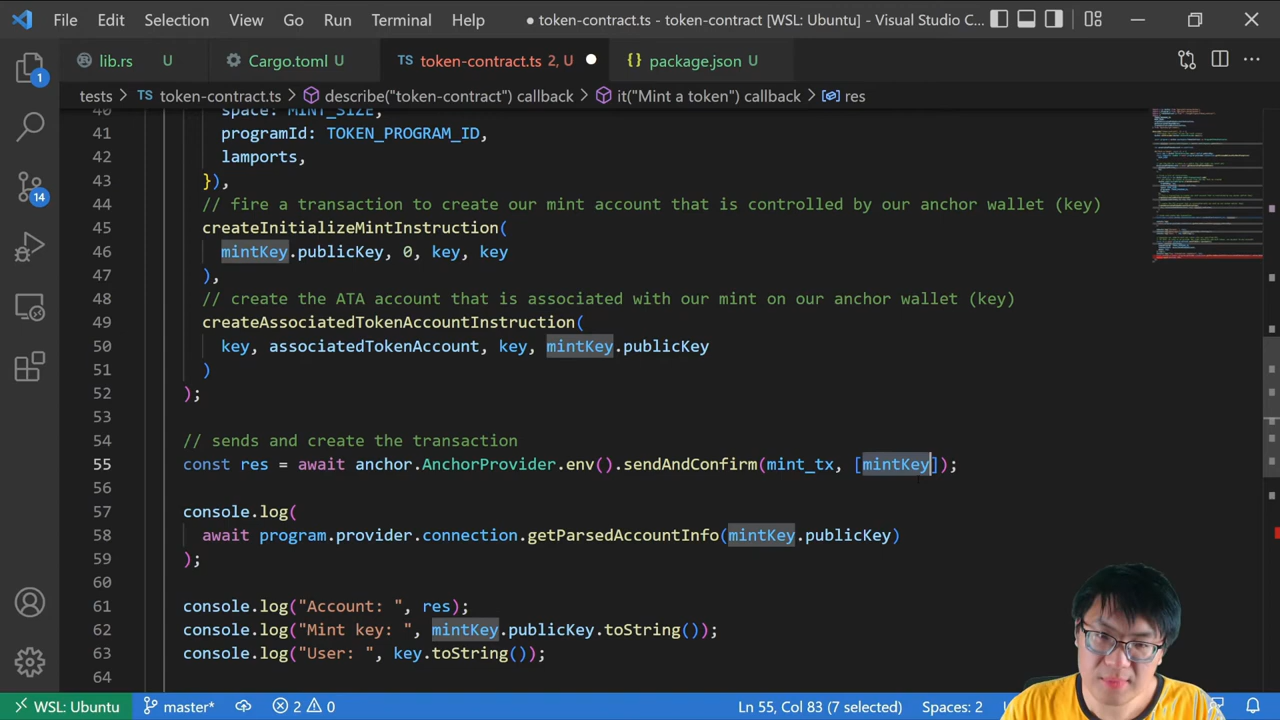 File Edit Selection View Go Run Terminal Help ● token-contract.ts - token-contract [WSL: Ubuntu] - Visual Studio C...
lib.rs U Cargo.toml U TS token-contract.ts 2, U package.json U
tests > TS token-contract.ts > describe("token-contract") callback > it("Mint a token") callback > res
1
14
space: MINT_SIZE,
41 programId: TOKEN_PROGRAM_ID,
42 lamports,
43 }),
44 // fire a transaction to create our mint account that is controlled by our anchor wallet (key)
45 createInitializeMintInstruction(
46 mintKey.publicKey, 0, key, key
47 ),
48 // create the ATA account that is associated with our mint on our anchor wallet (key)
49 createAssociatedTokenAccountInstruction(
50 key, associatedTokenAccount, key, mintKey.publicKey
51 )
52 );
53
54 // sends and create the transaction
55 const res = await anchor.AnchorProvider.env().sendAndConfirm(mint_tx, [mintKey]);
56
57 console.log(
58 await program.provider.connection.getParsedAccountInfo(mintKey.publicKey)
59 );
60
61 console.log("Account: ", res);
62 console.log("Mint key: ", mintKey.publicKey.toString());
63 console.log("User: ", key.toString());
64
WSL: Ubuntu master* 2 0 Ln 55, Col 83 (7 selected) Spaces: 2